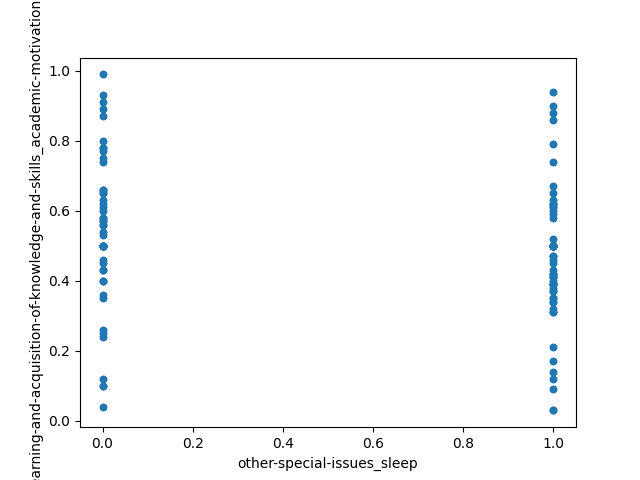 earning-and-acquisition-of-knowledge-and-skills_academic-motivation
1.0
0.8
0.6
0.4
0.2
0.0
0.0 0.2 0.4 0.6 0.8 1.0
other-special-issues_sleep